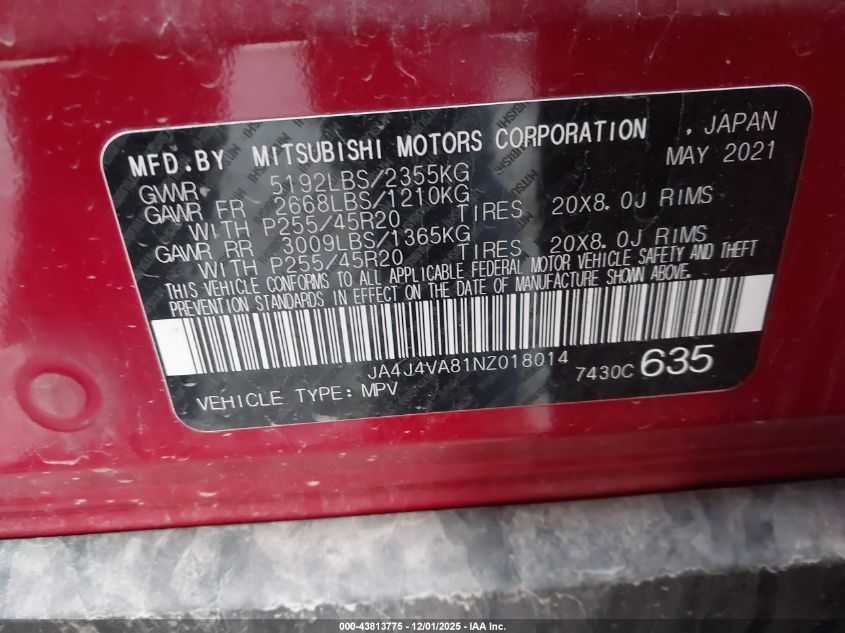 MFD.BY MITSUBISHI MOTORS CORPORATION , JAPAN
MAY 2021
GVWR 5192LBS/2355KG
GAWR FR 2668LBS/1210KG
WITH P255/45R20 TIRES 20X8.0J RIMS
GAWR RR 3009LBS/1365KG
WITH P255/45R20 TIRES 20X8.0J RIMS
THIS VEHICLE CONFORMS TO ALL APPLICABLE FEDERAL MOTOR VEHICLE SAFETY AND THEFT
PREVENTION STANDARDS IN EFFECT ON THE DATE OF MANUFACTURE SHOWN ABOVE.
JA4J4VA81NZ018014
7430C 635
VEHICLE TYPE: MPV
000-43813775 - 12/01/2025 - IAA Inc.